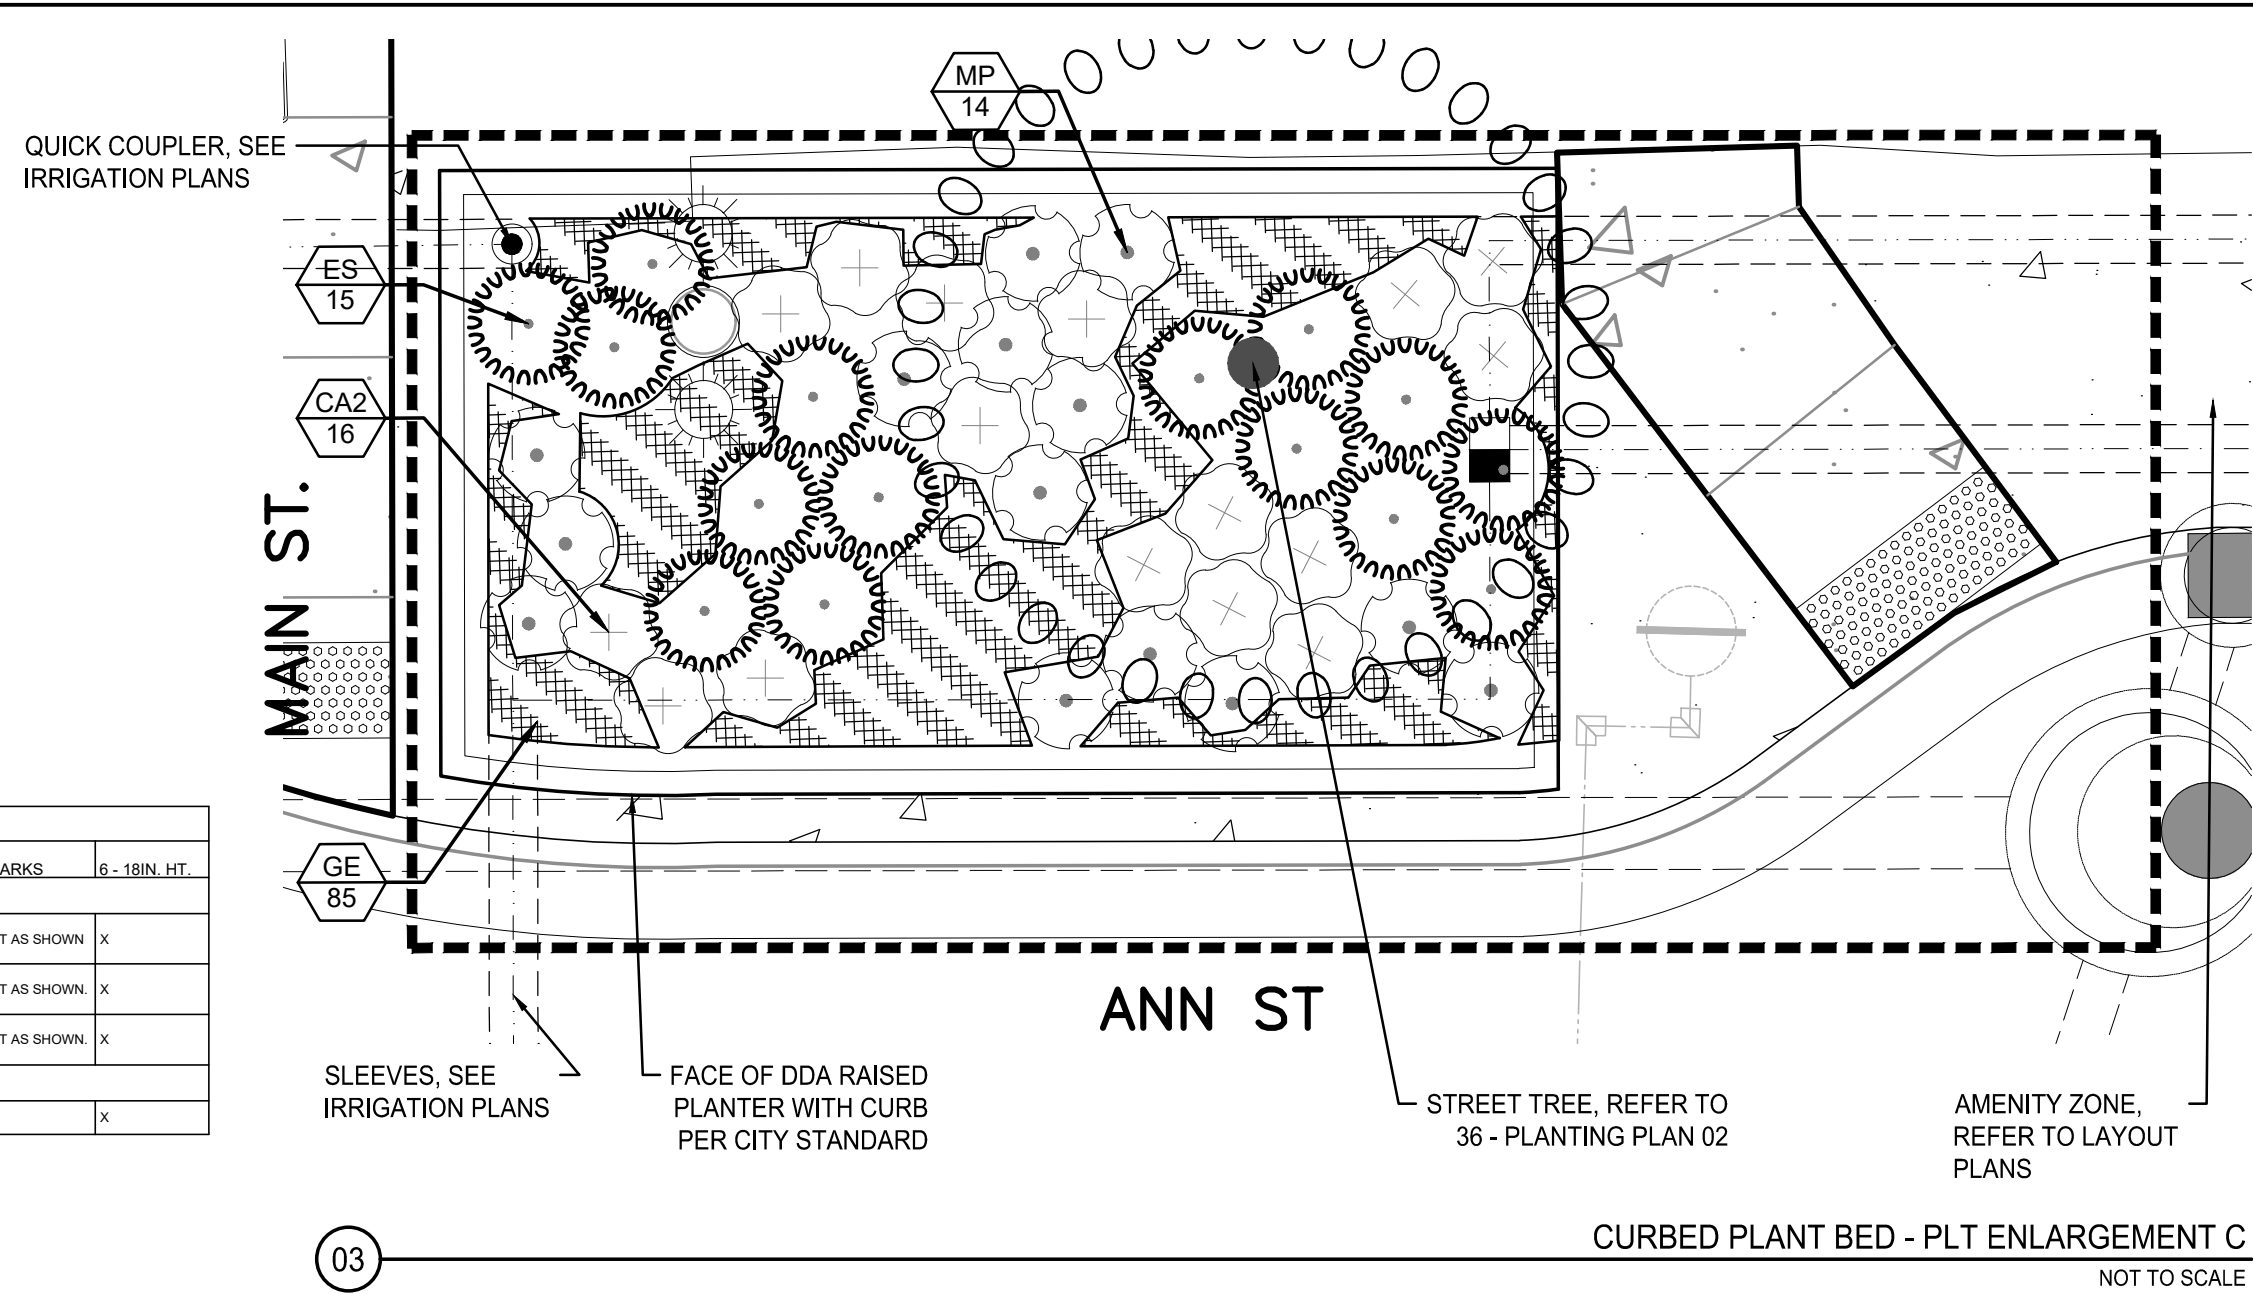 MP
14
QUICK COUPLER, SEE
IRRIGATION PLANS
ES
15
CA2
16
MAIN ST.
ARKS
6 - 18IN. HT.
T AS SHOWN
X
T AS SHOWN.
X
T AS SHOWN.
X
X
GE
85
ANN ST
SLEEVES, SEE
IRRIGATION PLANS
FACE OF DDA RAISED
PLANTER WITH CURB
PER CITY STANDARD
STREET TREE, REFER TO
36 - PLANTING PLAN 02
AMENITY ZONE,
REFER TO LAYOUT
PLANS
03
CURBED PLANT BED - PLT ENLARGEMENT C
NOT TO SCALE